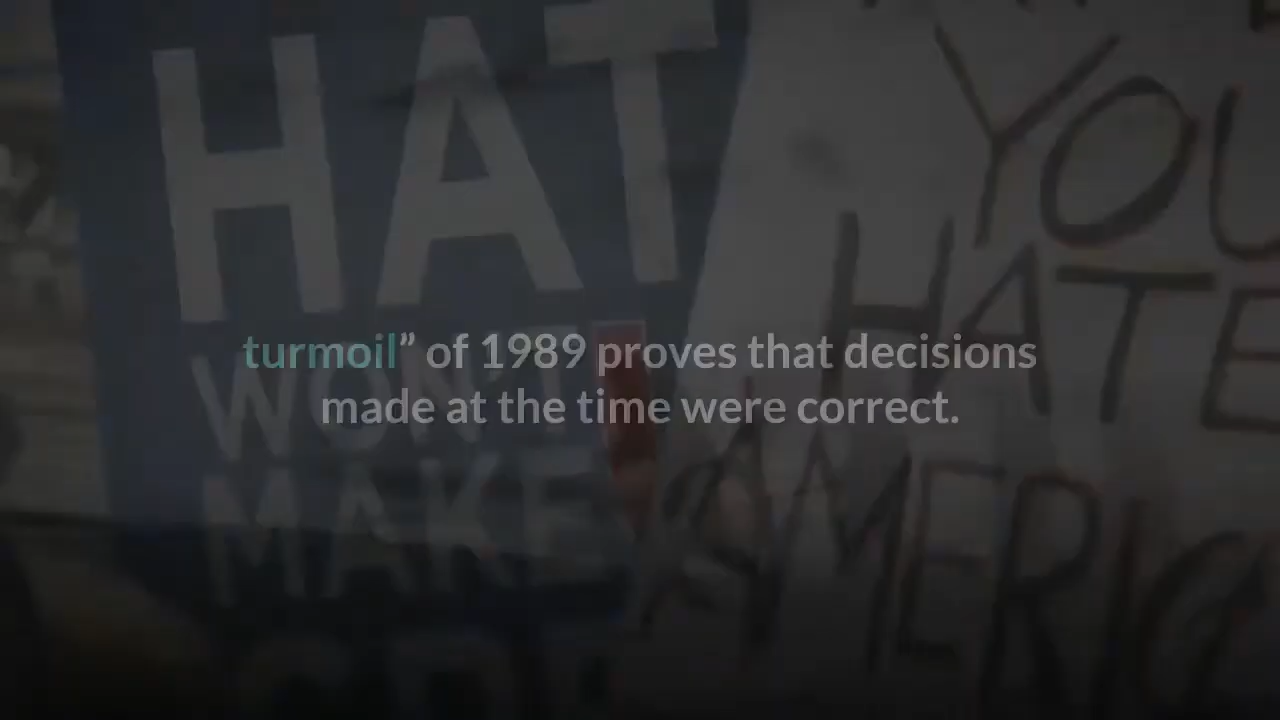 HAT
YOU
HATE
turmoil” of 1989 proves that decisions
made at the time were correct.
WON'T
MAKE
AMERIC